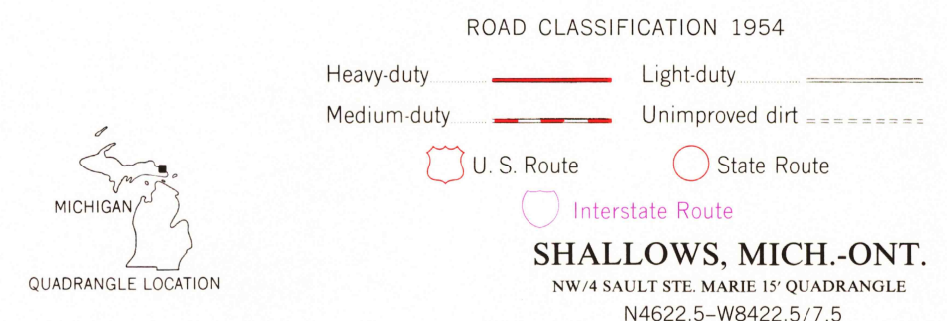 ROAD CLASSIFICATION 1954
Heavy-duty Light-duty
Medium-duty Unimproved dirt
U. S. Route State Route
Interstate Route
MICHIGAN
QUADRANGLE LOCATION
SHALLOWS, MICH.-ONT.
NW/4 SAULT STE. MARIE 15' QUADRANGLE
N4622.5–W8422.5/7.5